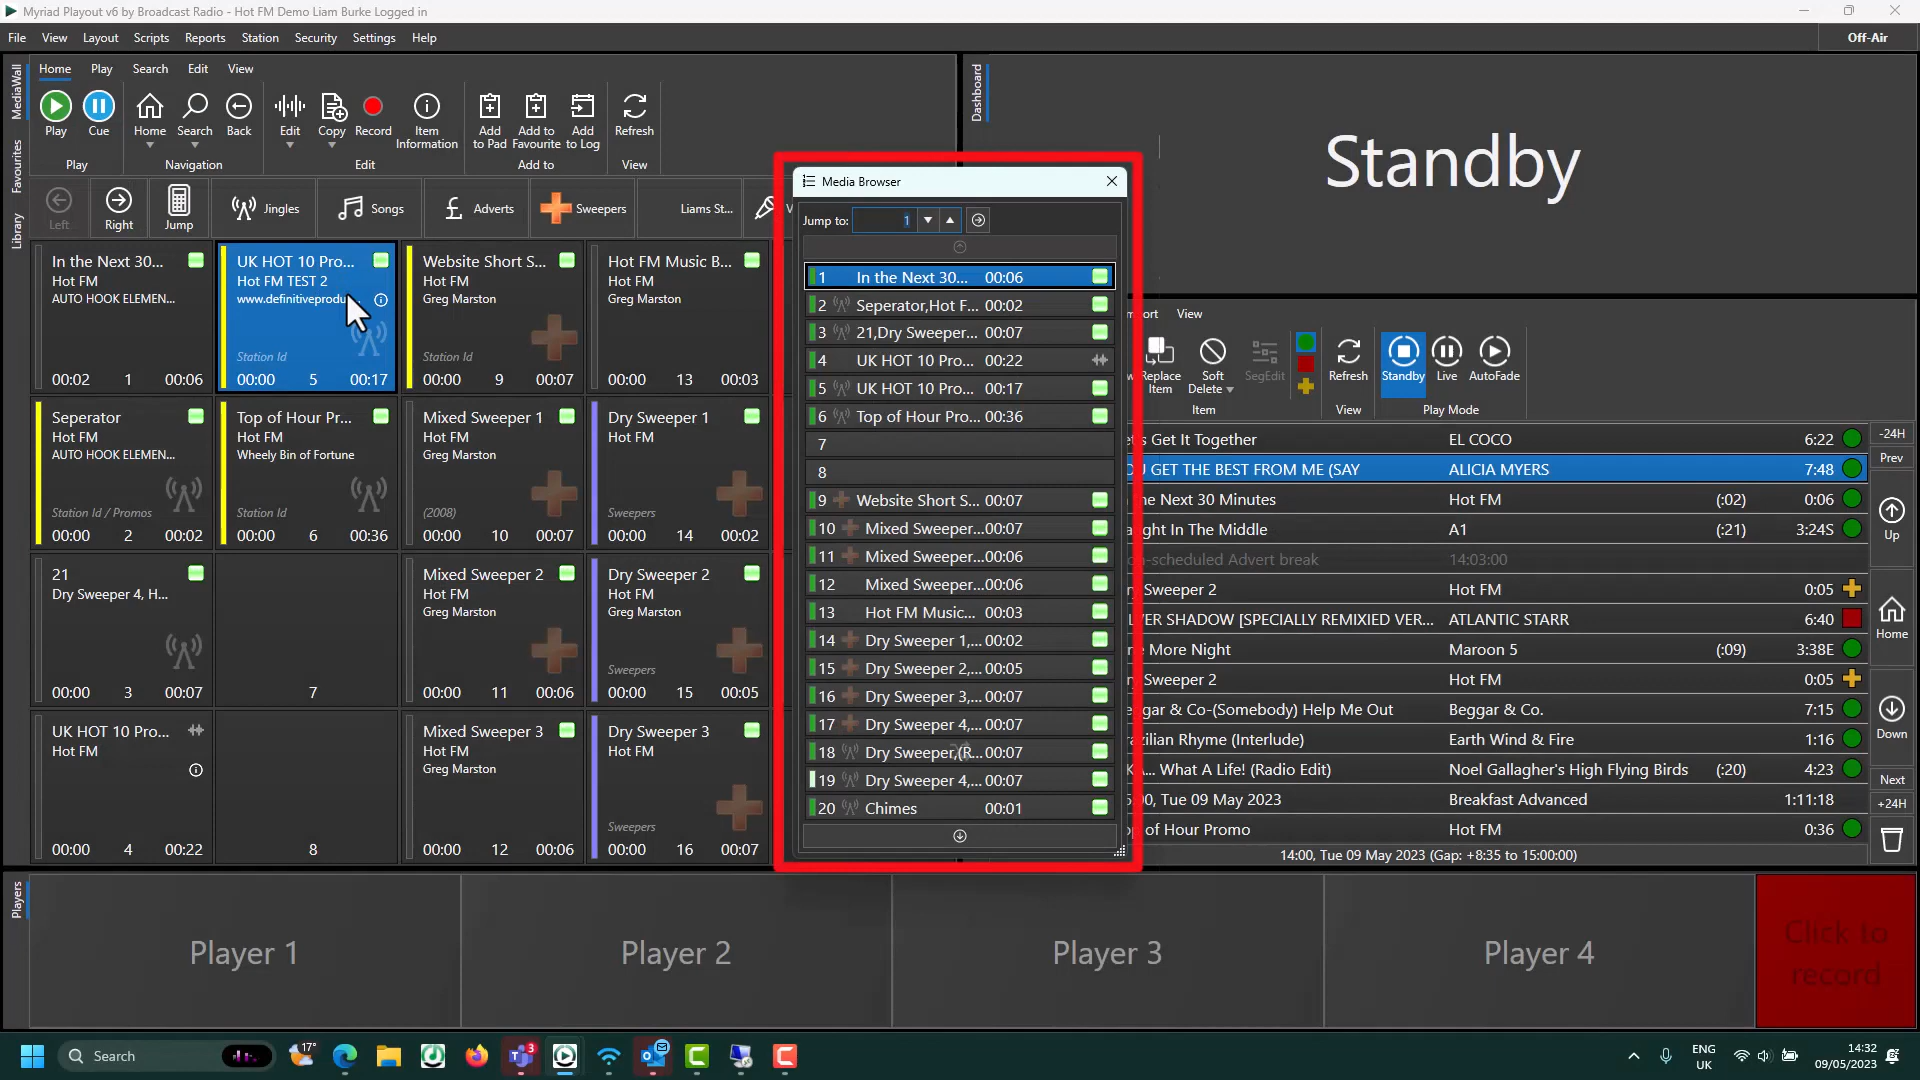 Myriad Playout v6 by Broadcast Radio - Hot FM Demo Liam Burke Logged in
File View Layout Scripts Reports Station Security Settings Help
Off-Air
MediaWall
Favourites
Library
Home Play Search Edit View
Play Cue Home Search Back Edit Copy Record Item Information Add to Pad Add to Favourite Add to Log Refresh
Play Navigation Edit Add to View
Left Right Jump Jingles Songs £ Adverts Sweepers Liams St...
In the Next 30...
Hot FM
AUTO HOOK ELEMEN...
00:02 1 00:06
UK HOT 10 Pro...
Hot FM TEST 2
www.definitiveprodu...
Station Id
00:00 5 00:17
Website Short S...
Hot FM
Greg Marston
Station Id
00:00 9 00:07
Hot FM Music B...
Hot FM
Greg Marston
00:00 13 00:03
Seperator
Hot FM
AUTO HOOK ELEMEN...
Station Id / Promos
00:00 2 00:02
Top of Hour Pr...
Hot FM
Wheely Bin of Fortune
Station Id
00:00 6 00:36
Mixed Sweeper 1
Hot FM
Greg Marston
(2008)
00:00 10 00:07
Dry Sweeper 1
Hot FM
Sweepers
00:00 14 00:02
21
Dry Sweeper 4, H...
00:00 3 00:07
7
Mixed Sweeper 2
Hot FM
Greg Marston
00:00 11 00:06
Dry Sweeper 2
Hot FM
Sweepers
00:00 15 00:05
UK HOT 10 Pro...
Hot FM
00:00 4 00:22
8
Mixed Sweeper 3
Hot FM
Greg Marston
00:00 12 00:06
Dry Sweeper 3
Hot FM
Sweepers
00:00 16 00:07
Media Browser
Jump to: 1
1 In the Next 30... 00:06
2 Seperator,Hot F... 00:02
3 21,Dry Sweeper... 00:07
4 UK HOT 10 Pro... 00:22
5 UK HOT 10 Pro... 00:17
6 Top of Hour Pro... 00:36
7
8
9 Website Short S... 00:07
10 Mixed Sweeper... 00:07
11 Mixed Sweeper... 00:06
12 Mixed Sweeper... 00:06
13 Hot FM Music... 00:03
14 Dry Sweeper 1,... 00:02
15 Dry Sweeper 2,... 00:05
16 Dry Sweeper 3,... 00:07
17 Dry Sweeper 4,... 00:07
18 Dry Sweeper,(R... 00:07
19 Dry Sweeper 4,... 00:07
20 Chimes 00:01
Dashboard
Standby
View
Item Soft Delete SegEdit Refresh Standby Live AutoFade
Item View Play Mode
s Get It Together EL COCO 6:22
GET THE BEST FROM ME (SAY ALICIA MYERS 7:48
he Next 30 Minutes Hot FM (:02) 0:06
ght In The Middle A1 (:21) 3:24S
n-scheduled Advert break 14:03:00
y Sweeper 2 Hot FM 0:05
VER SHADOW [SPECIALLY REMIXIED VER... ATLANTIC STARR 6:40
e More Night Maroon 5 (:09) 3:38E
y Sweeper 2 Hot FM 0:05
ggar & Co-(Somebody) Help Me Out Beggar & Co. 7:15
zilian Rhyme (Interlude) Earth Wind & Fire 1:16
A... What A Life! (Radio Edit) Noel Gallagher's High Flying Birds (:20) 4:23
00, Tue 09 May 2023 Breakfast Advanced 1:11:18
p of Hour Promo Hot FM 0:36
14:00, Tue 09 May 2023 (Gap: +8:35 to 15:00:00)
-24H
Prev
Up
Home
Down
Next
+24H
Players
Player 1 Player 2 Player 3 Player 4
Click to
record
Search
17°
3
ENG
UK
14:32
09/05/2023